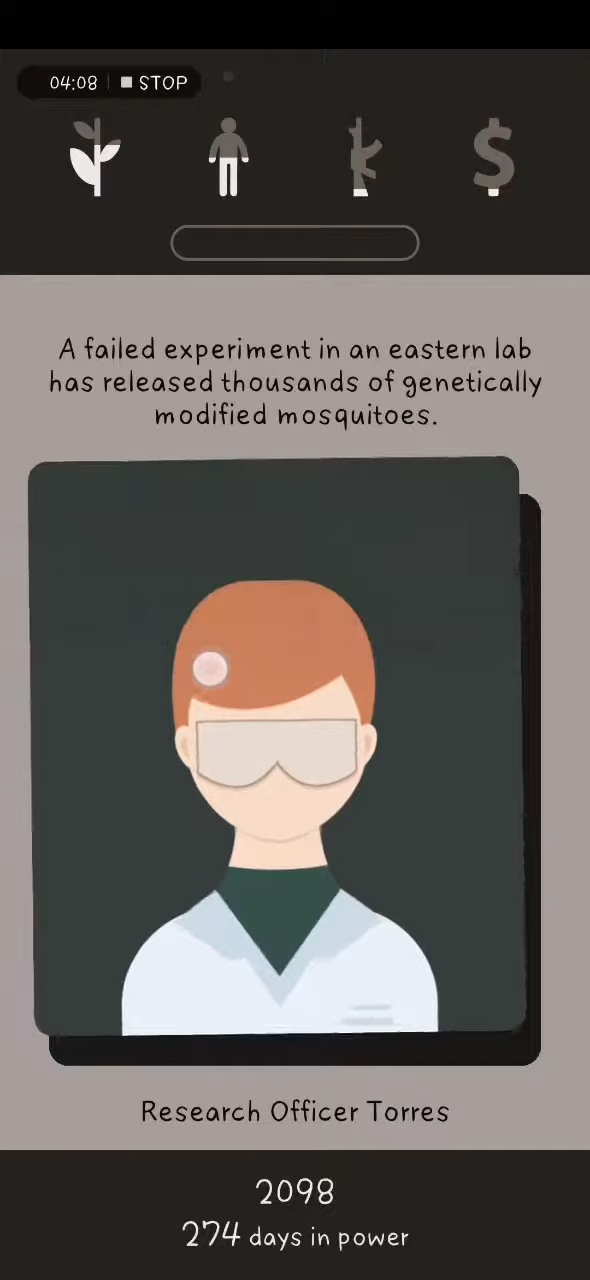 04:08 STOP
$
A failed experiment in an eastern lab
has released thousands of genetically
modified mosquitoes.
Research Officer Torres
2098
274 days in power